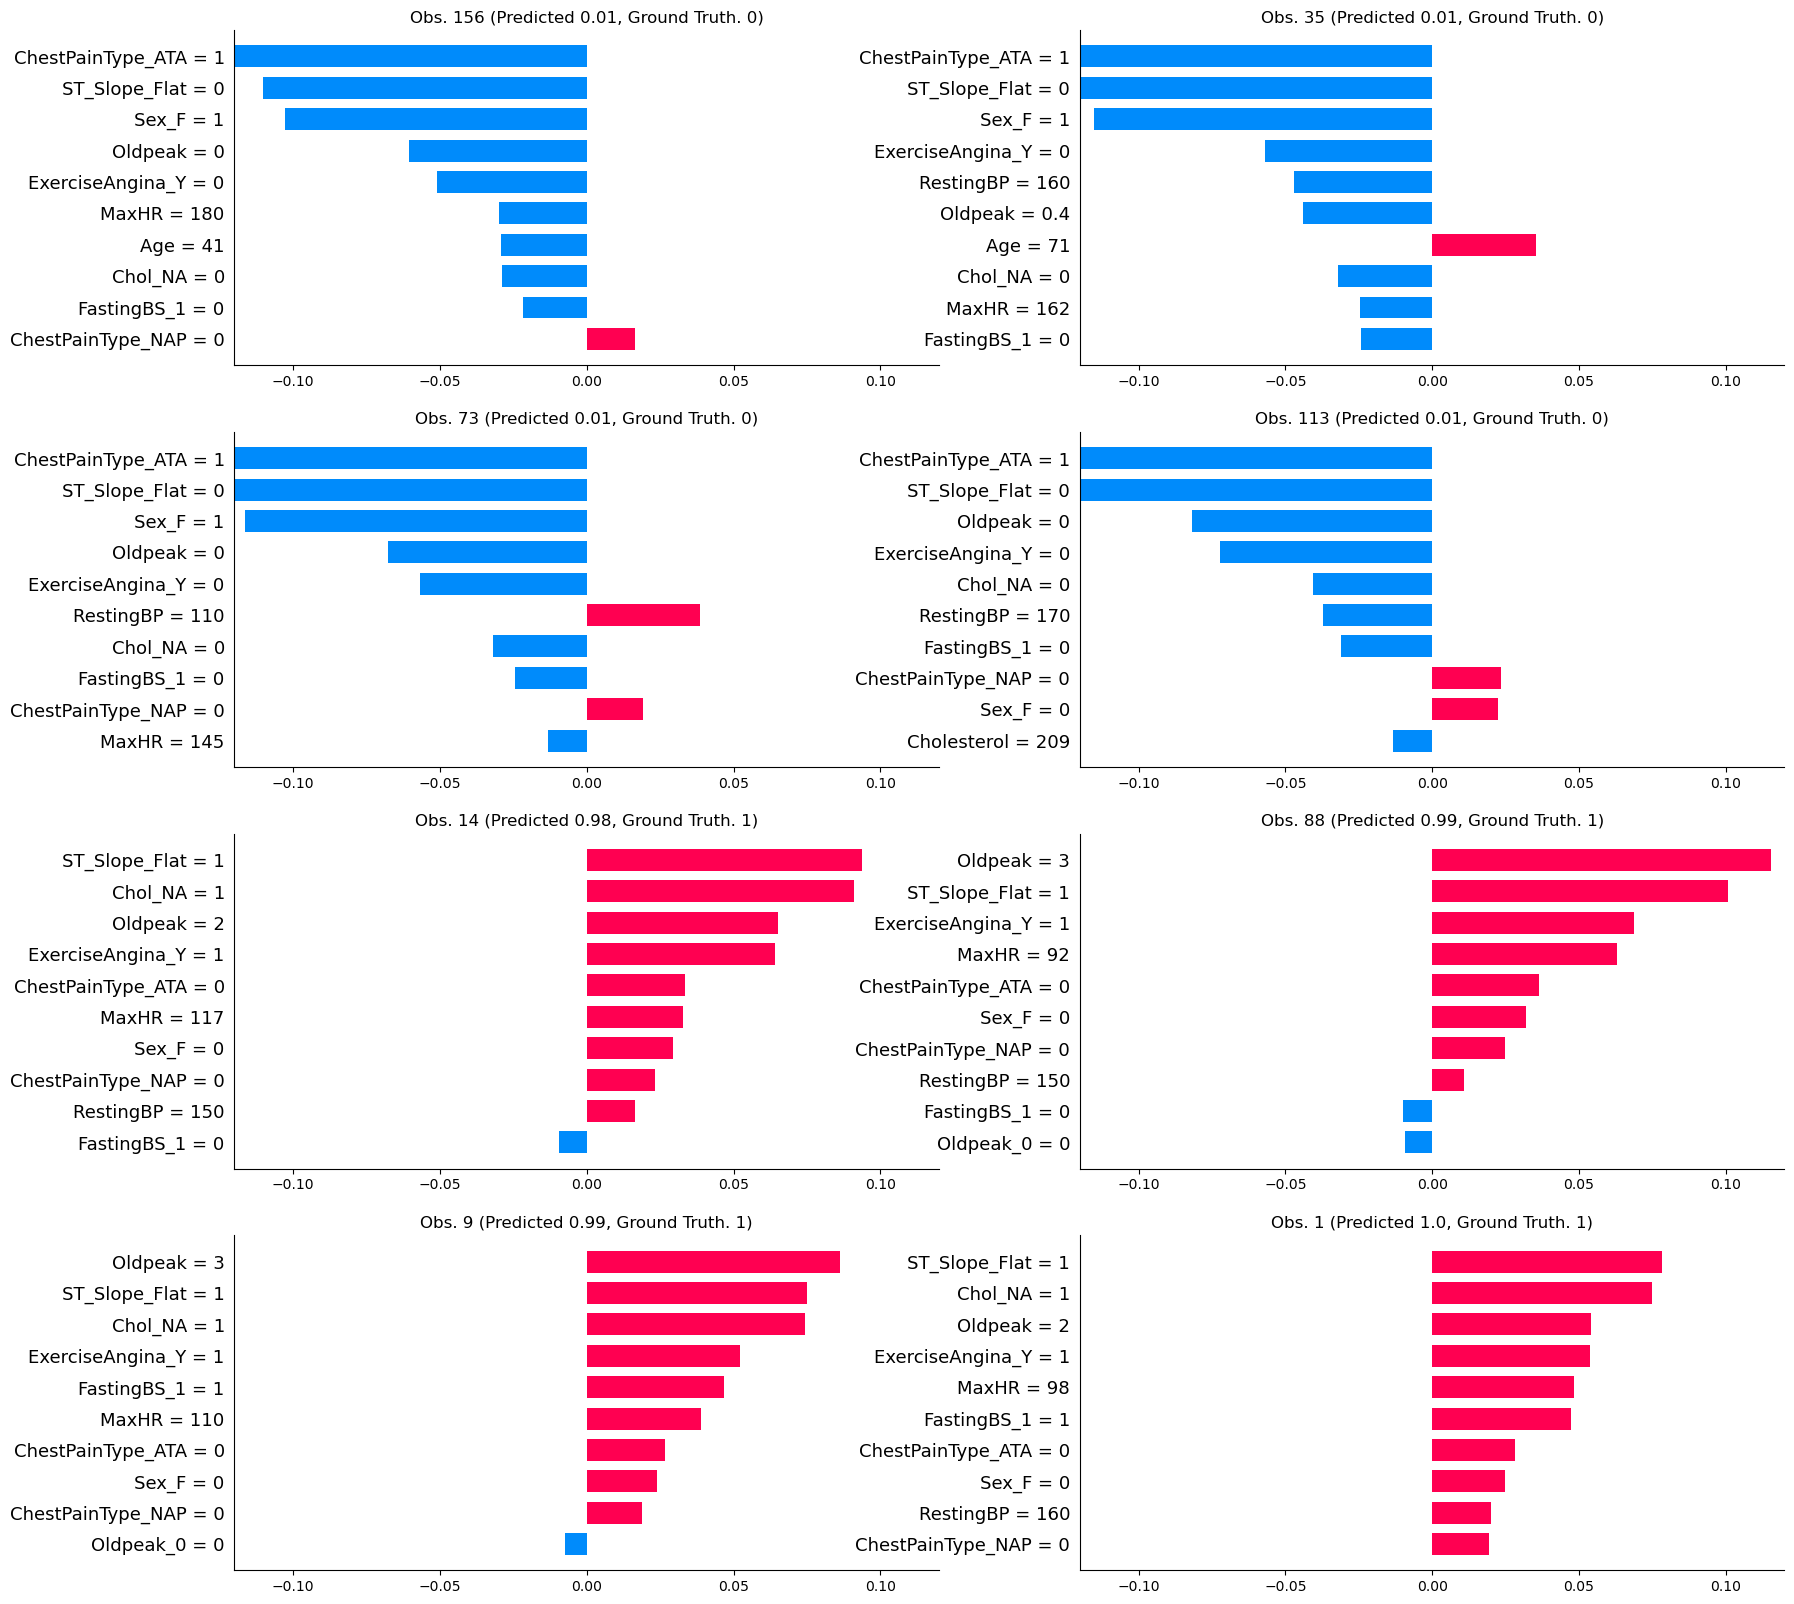 Obs. 156 (Predicted 0.01, Ground Truth. 0)
ChestPainType_ATA = 1
ST_Slope_Flat = 0
Sex_F = 1
Oldpeak = 0
ExerciseAngina_Y = 0
MaxHR = 180
Age = 41
Chol_NA = 0
FastingBS_1 = 0
ChestPainType_NAP = 0
−0.10 −0.05 0.00 0.05 0.10
Obs. 35 (Predicted 0.01, Ground Truth. 0)
ChestPainType_ATA = 1
ST_Slope_Flat = 0
Sex_F = 1
ExerciseAngina_Y = 0
RestingBP = 160
Oldpeak = 0.4
Age = 71
Chol_NA = 0
MaxHR = 162
FastingBS_1 = 0
−0.10 −0.05 0.00 0.05 0.10
Obs. 73 (Predicted 0.01, Ground Truth. 0)
ChestPainType_ATA = 1
ST_Slope_Flat = 0
Sex_F = 1
Oldpeak = 0
ExerciseAngina_Y = 0
RestingBP = 110
Chol_NA = 0
FastingBS_1 = 0
ChestPainType_NAP = 0
MaxHR = 145
−0.10 −0.05 0.00 0.05 0.10
Obs. 113 (Predicted 0.01, Ground Truth. 0)
ChestPainType_ATA = 1
ST_Slope_Flat = 0
Oldpeak = 0
ExerciseAngina_Y = 0
Chol_NA = 0
RestingBP = 170
FastingBS_1 = 0
ChestPainType_NAP = 0
Sex_F = 0
Cholesterol = 209
−0.10 −0.05 0.00 0.05 0.10
Obs. 14 (Predicted 0.98, Ground Truth. 1)
ST_Slope_Flat = 1
Chol_NA = 1
Oldpeak = 2
ExerciseAngina_Y = 1
ChestPainType_ATA = 0
MaxHR = 117
Sex_F = 0
ChestPainType_NAP = 0
RestingBP = 150
FastingBS_1 = 0
−0.10 −0.05 0.00 0.05 0.10
Obs. 88 (Predicted 0.99, Ground Truth. 1)
Oldpeak = 3
ST_Slope_Flat = 1
ExerciseAngina_Y = 1
MaxHR = 92
ChestPainType_ATA = 0
Sex_F = 0
ChestPainType_NAP = 0
RestingBP = 150
FastingBS_1 = 0
Oldpeak_0 = 0
−0.10 −0.05 0.00 0.05 0.10
Obs. 9 (Predicted 0.99, Ground Truth. 1)
Oldpeak = 3
ST_Slope_Flat = 1
Chol_NA = 1
ExerciseAngina_Y = 1
FastingBS_1 = 1
MaxHR = 110
ChestPainType_ATA = 0
Sex_F = 0
ChestPainType_NAP = 0
Oldpeak_0 = 0
−0.10 −0.05 0.00 0.05 0.10
Obs. 1 (Predicted 1.0, Ground Truth. 1)
ST_Slope_Flat = 1
Chol_NA = 1
Oldpeak = 2
ExerciseAngina_Y = 1
MaxHR = 98
FastingBS_1 = 1
ChestPainType_ATA = 0
Sex_F = 0
RestingBP = 160
ChestPainType_NAP = 0
−0.10 −0.05 0.00 0.05 0.10